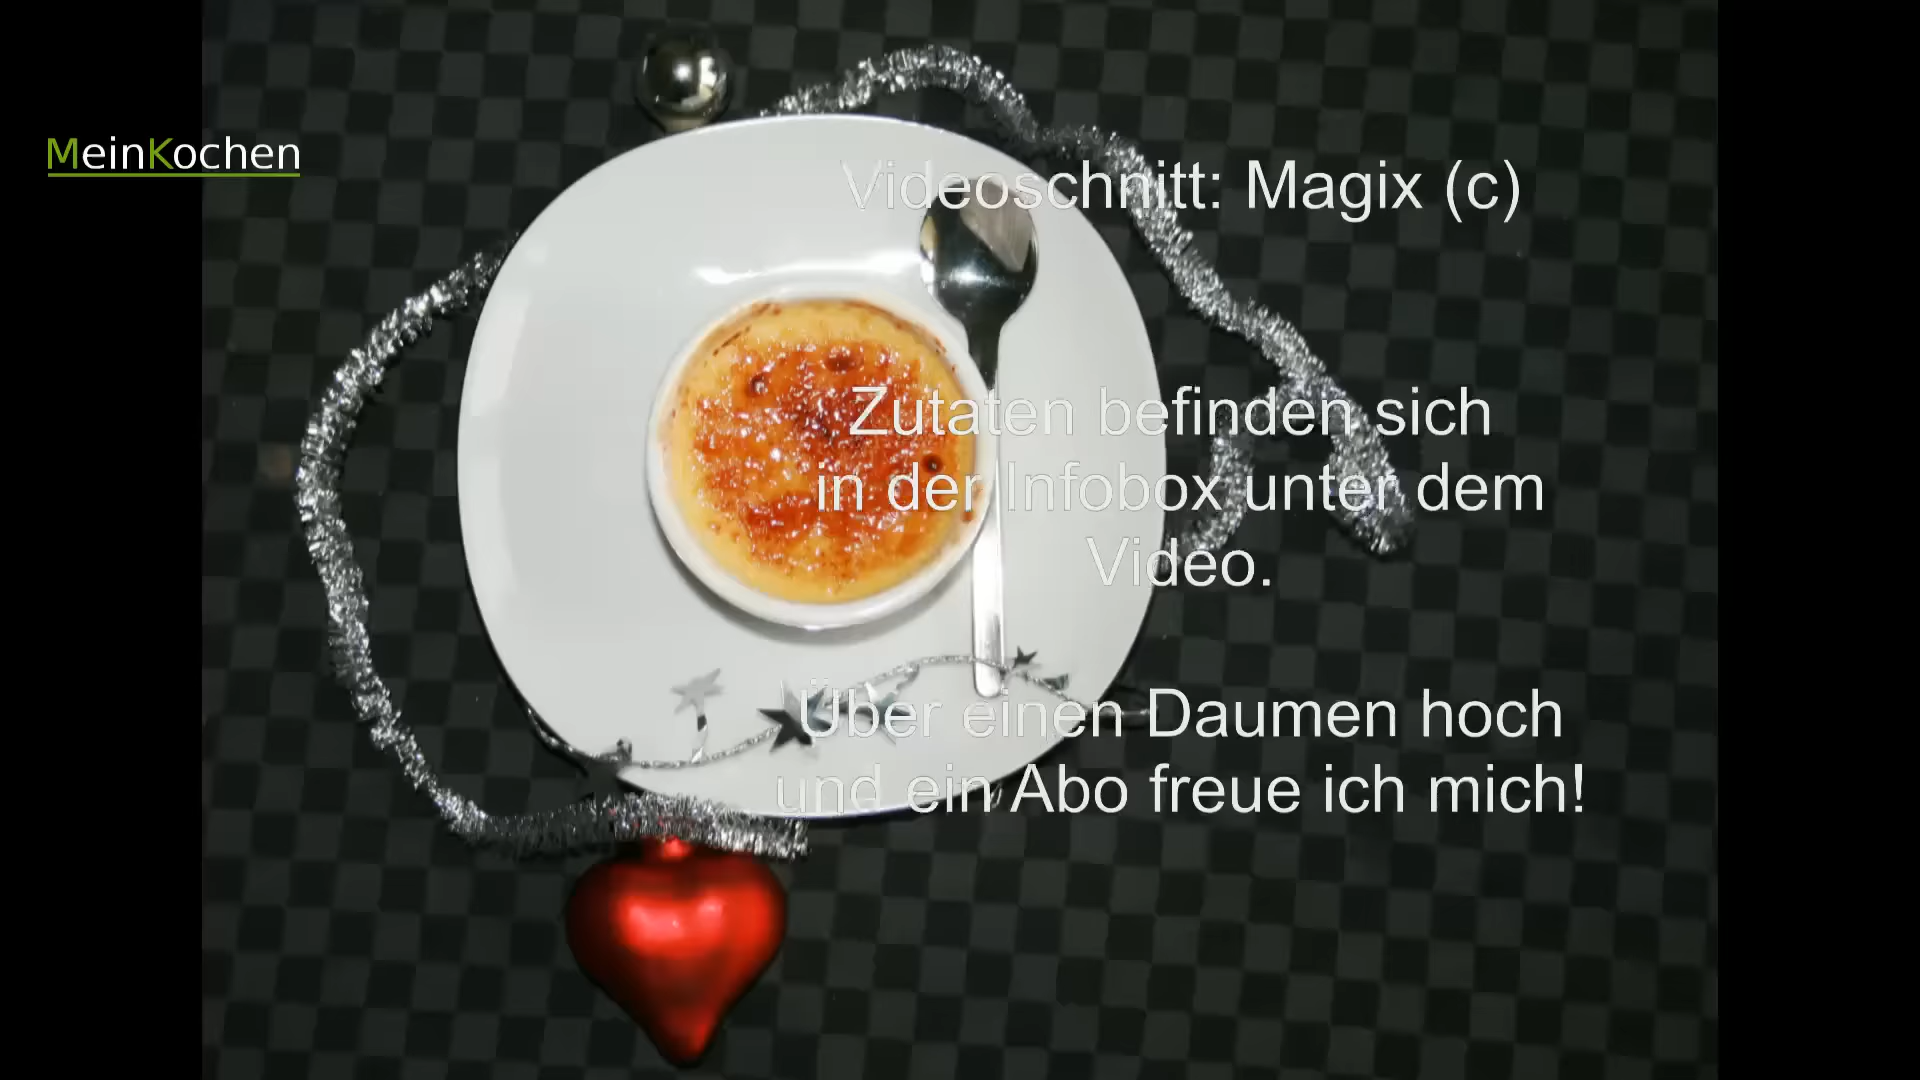 MeinKochen
Videoschnitt: Magix (c)
Zutaten befinden sich
in der Infobox unter dem
Video.
Über einen Daumen hoch
und ein Abo freue ich mich!